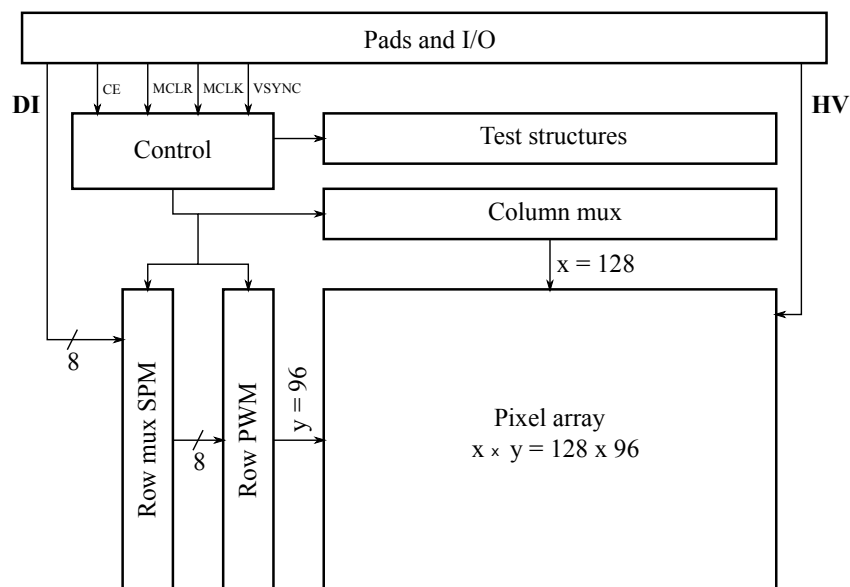 Pads and I/O
DI
CE
MCLR
MCLK
VSYNC
HV
Control
Test structures
Column mux
x = 128
8
Row mux SPM
8
Row PWM
y = 96
Pixel array
x × y = 128 x 96